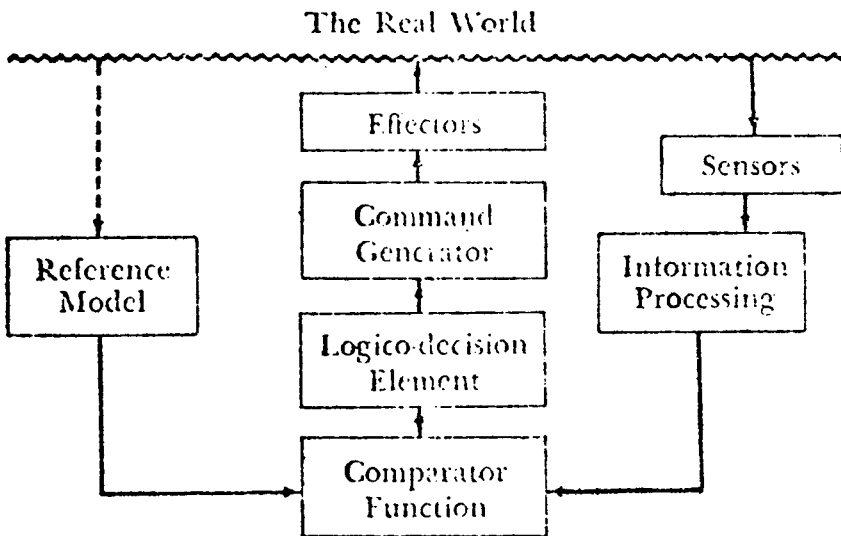 The Real World
Effectors
Sensors
Command
Generator
Reference
Model
Information
Processing
Logico-decision
Element
Comparator
Function